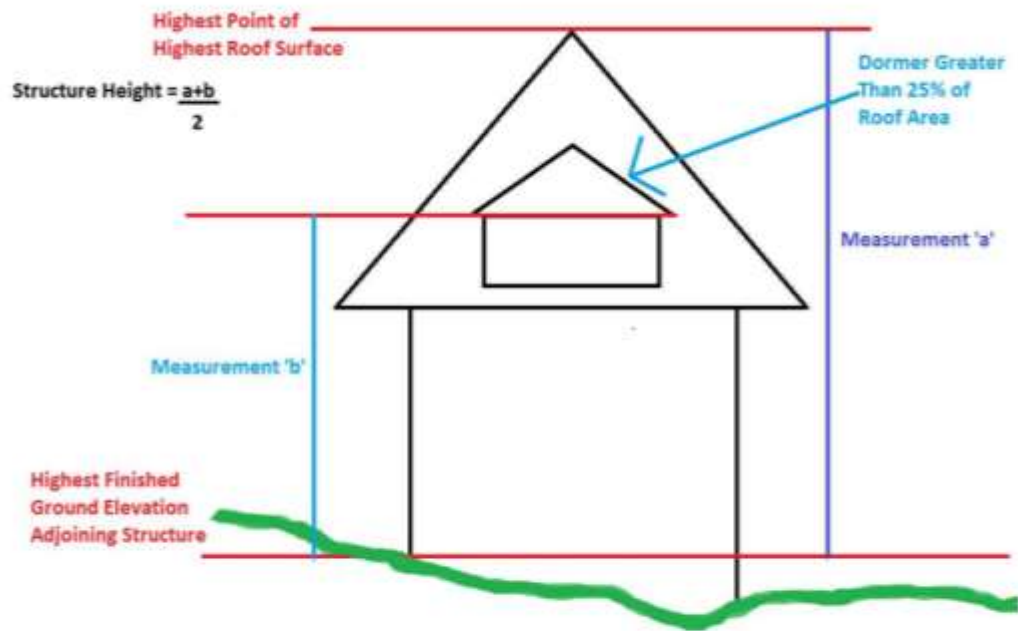 Highest Point of
Highest Roof Surface
Structure Height = a+b
2
Dormer Greater
Than 25% of
Roof Area
Measurement 'a'
Measurement 'b'
Highest Finished
Ground Elevation
Adjoining Structure